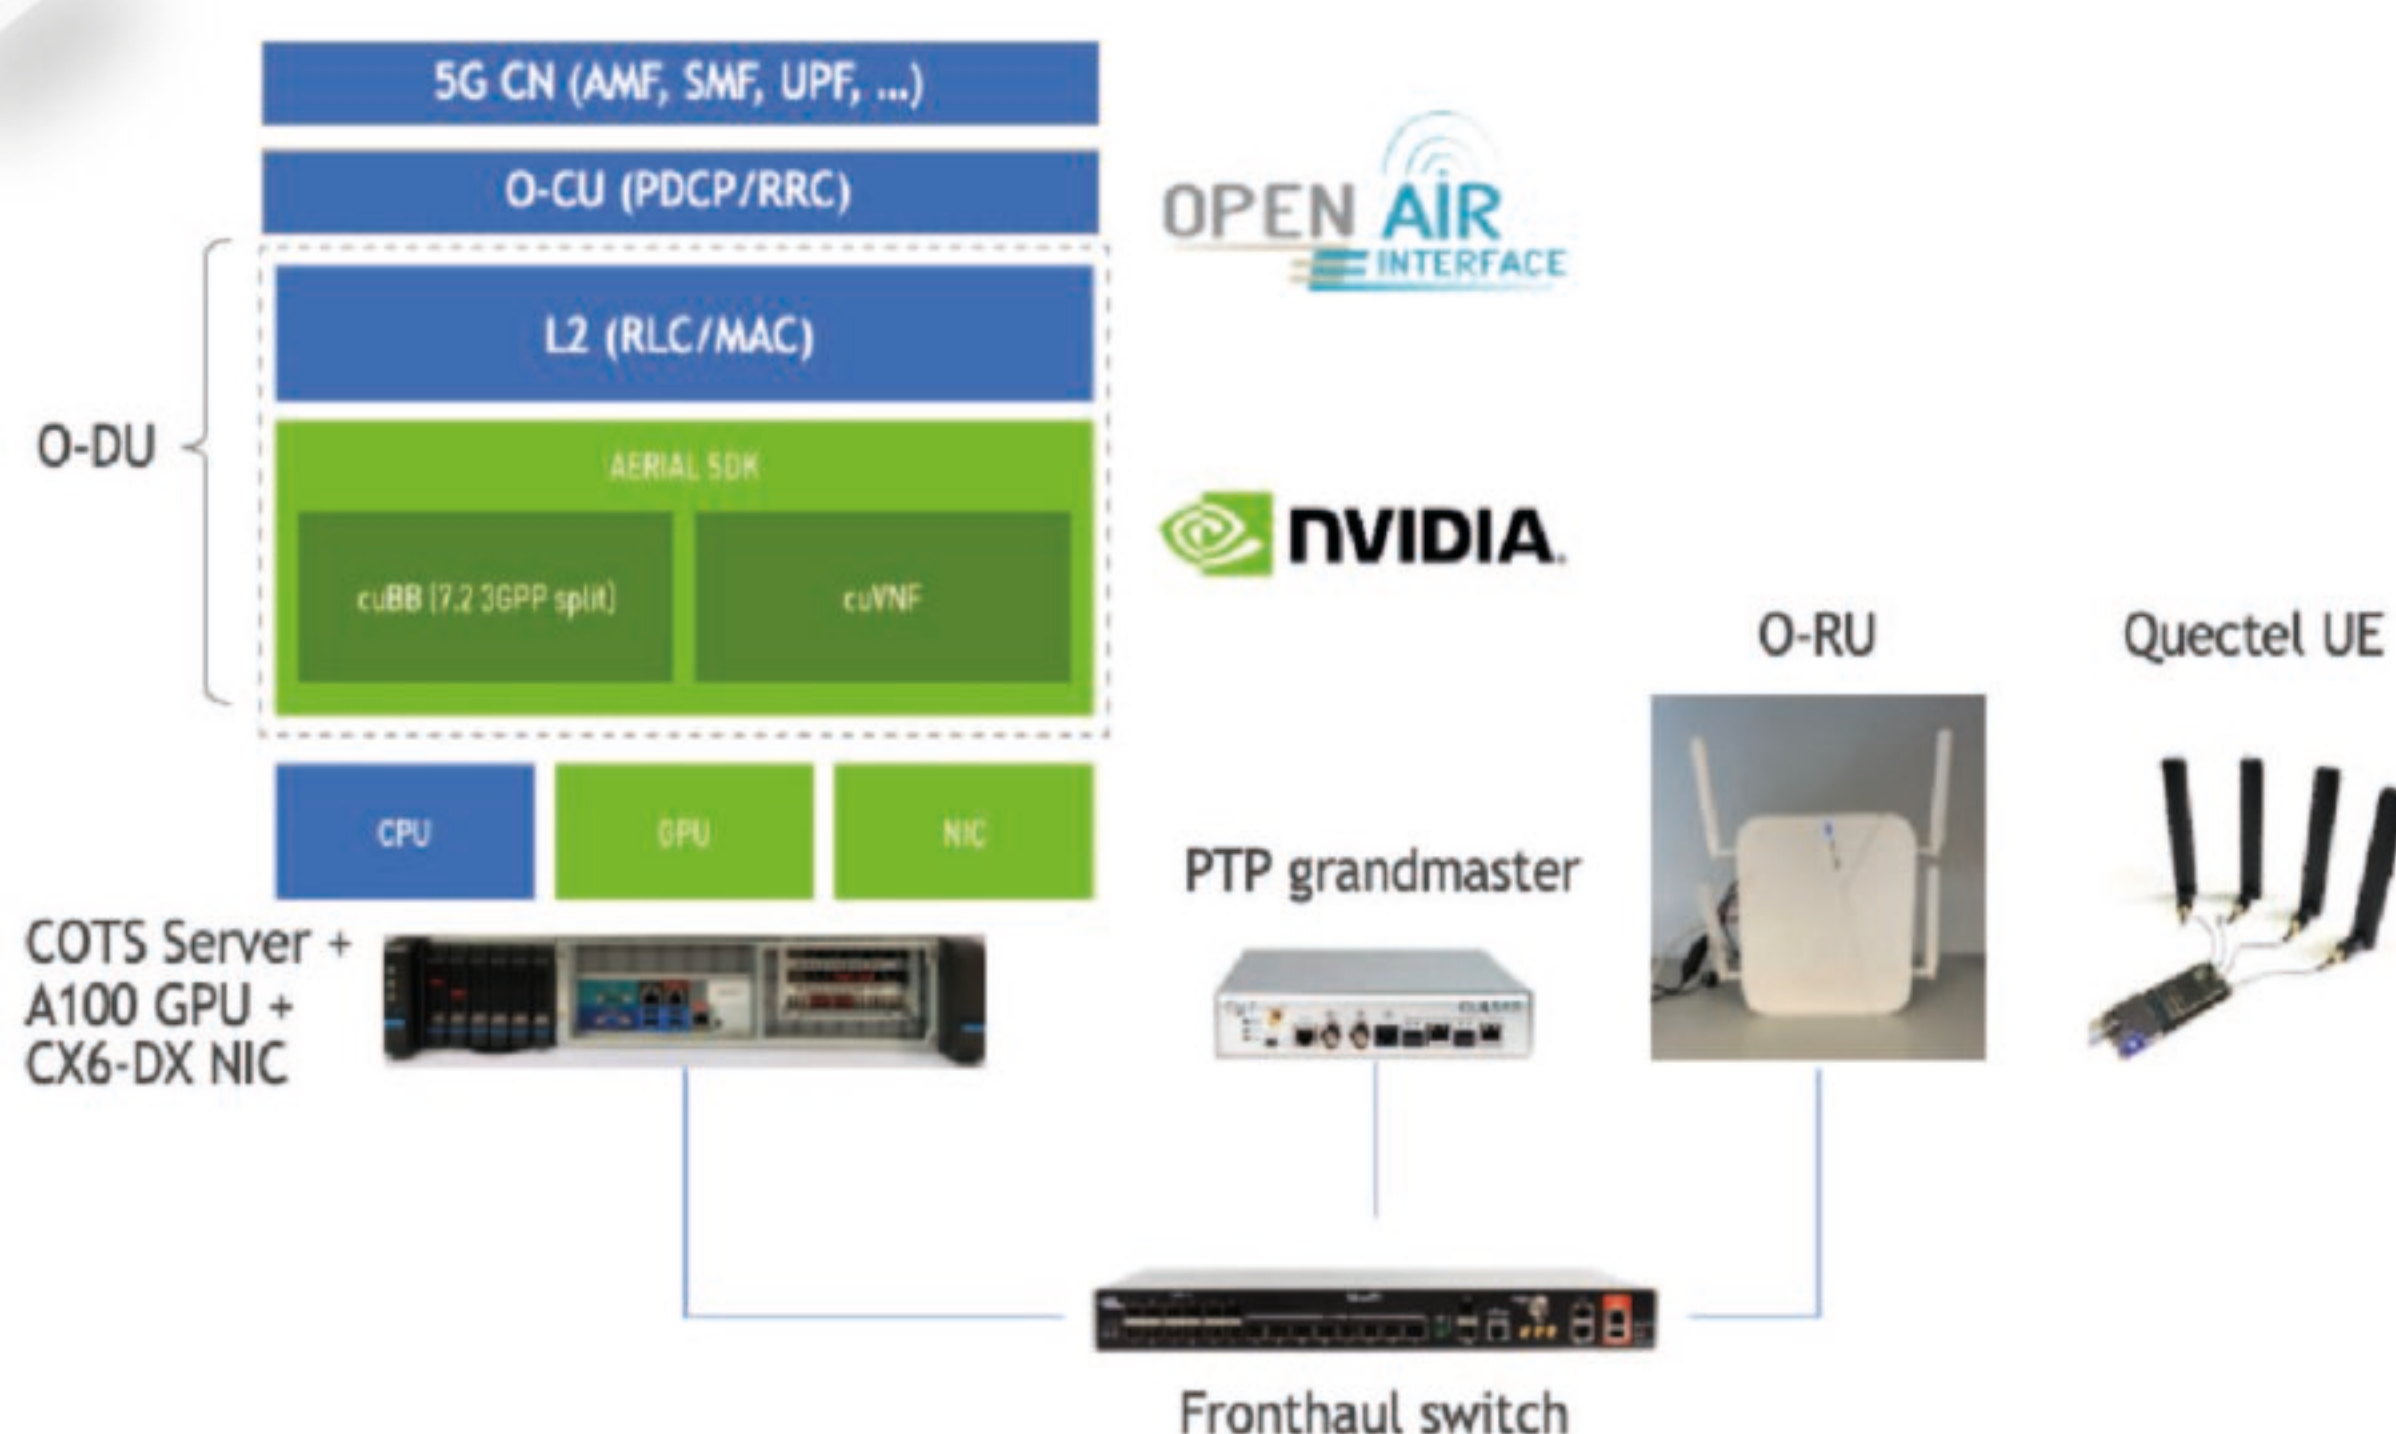 5G CN (AMF, SMF, UPF, ...)
O-CU (PDCP/RRC)
OPEN AIR
INTERFACE
L2 (RLC/MAC)
O-DU
AERIAL SDK
cuBB (7.2 3GPP split)
cuVNF
NVIDIA.
O-RU
Quectel UE
CPU
GPU
NIC
PTP grandmaster
COTS Server +
A100 GPU +
CX6-DX NIC
Fronthaul switch